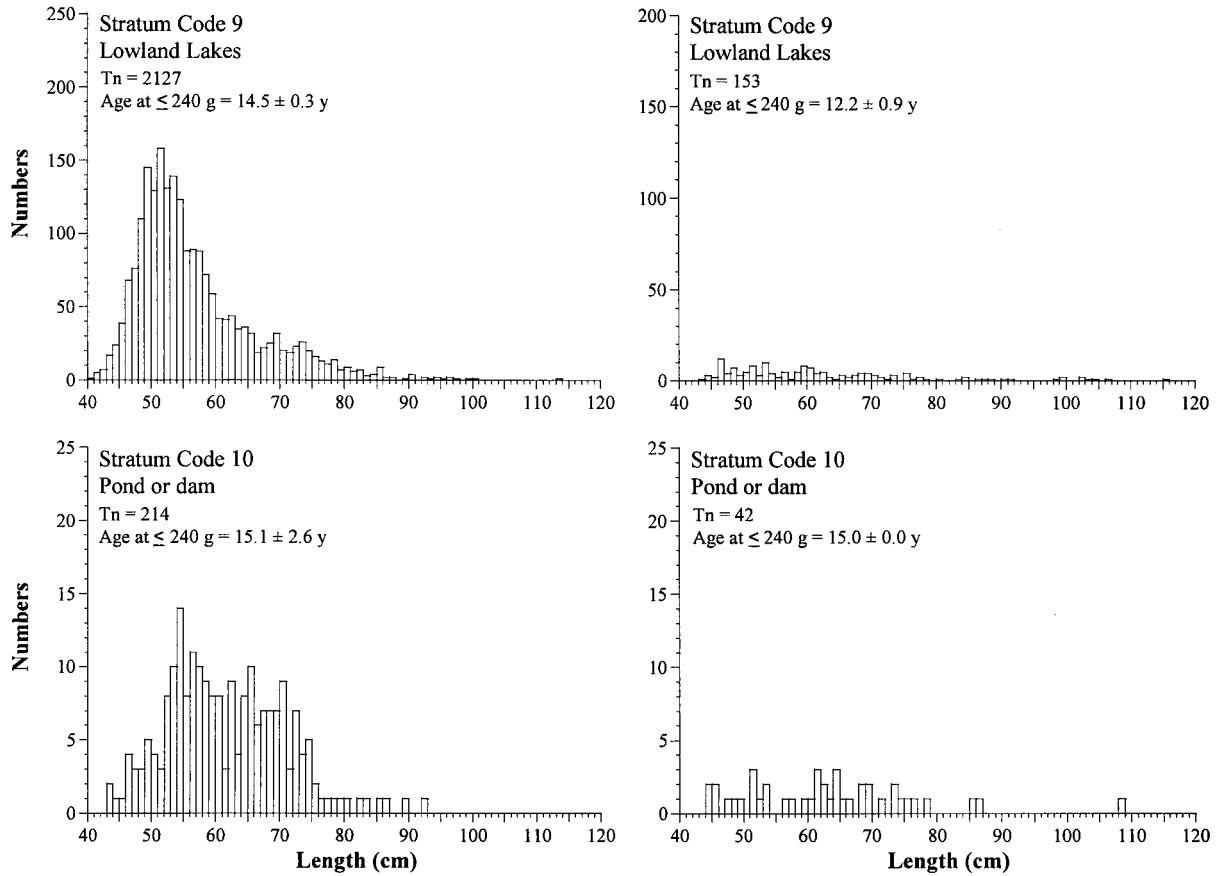 250
200
150
100
50
0
Numbers
Stratum Code 9
Lowland Lakes
Tn = 2127
Age at ≤ 240 g = 14.5 ± 0.3 y
40 50 60 70 80 90 100 110 120
200
150
100
50
0
Stratum Code 9
Lowland Lakes
Tn = 153
Age at ≤ 240 g = 12.2 ± 0.9 y
40 50 60 70 80 90 100 110 120
25
20
15
10
5
0
Numbers
Stratum Code 10
Pond or dam
Tn = 214
Age at ≤ 240 g = 15.1 ± 2.6 y
40 50 60 70 80 90 100 110 120
Length (cm)
25
20
15
10
5
0
Stratum Code 10
Pond or dam
Tn = 42
Age at ≤ 240 g = 15.0 ± 0.0 y
40 50 60 70 80 90 100 110 120
Length (cm)